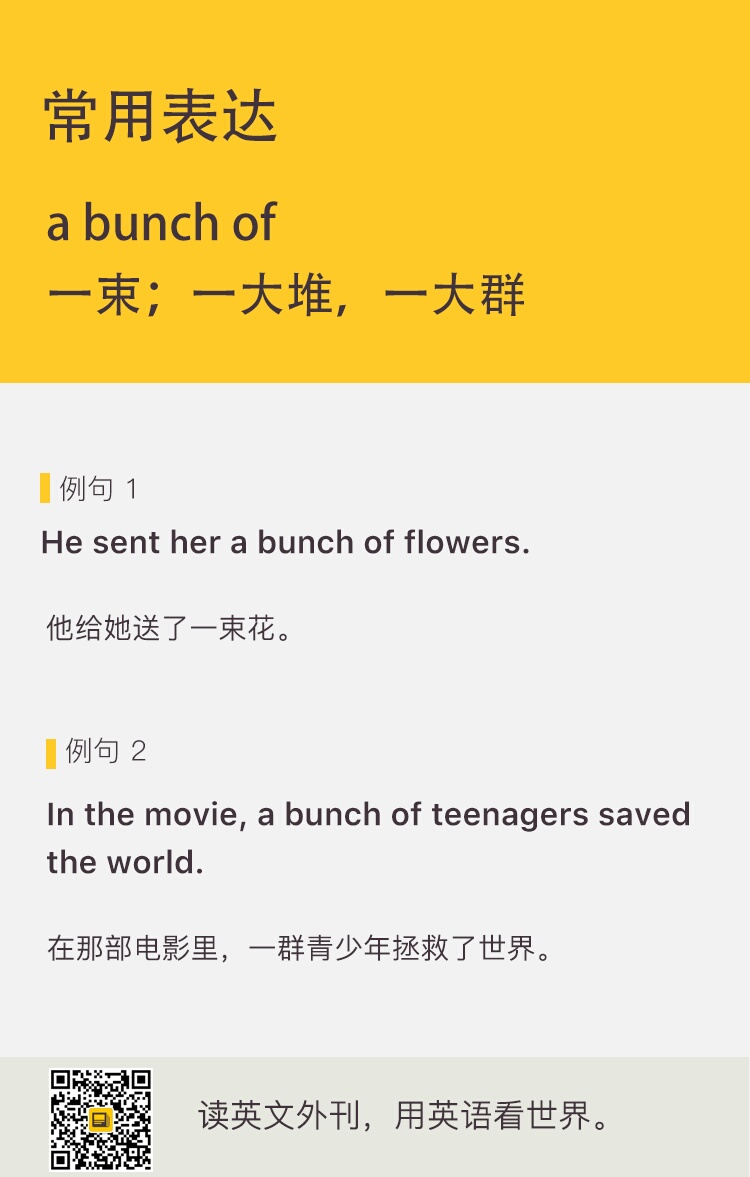 常用表达
a bunch of
一束；一大堆，一大群
例句 1
He sent her a bunch of flowers.
他给她送了一束花。
例句 2
In the movie, a bunch of teenagers saved
the world.
在那部电影里，一群青少年拯救了世界。
读英文外刊，用英语看世界。